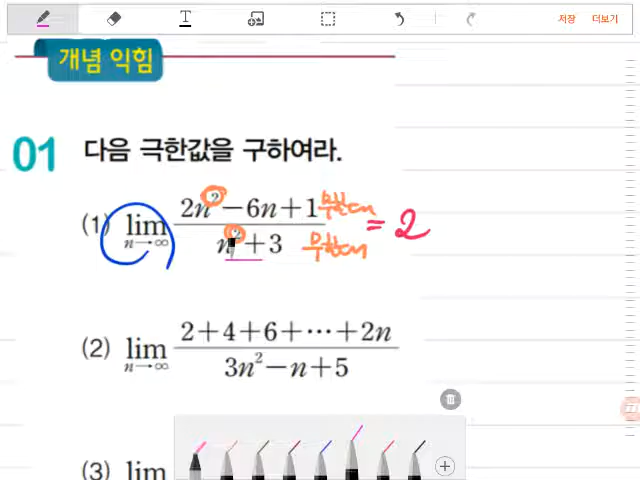 저장 더보기
개념 익힘
01 다음 극한값을 구하여라.
(1) lim n→∞ (2n² − 6n + 1) / (n² + 3) = 2
무한대
무한대
(2) lim n→∞ (2 + 4 + 6 + ⋯ + 2n) / (3n² − n + 5)
(3) lim